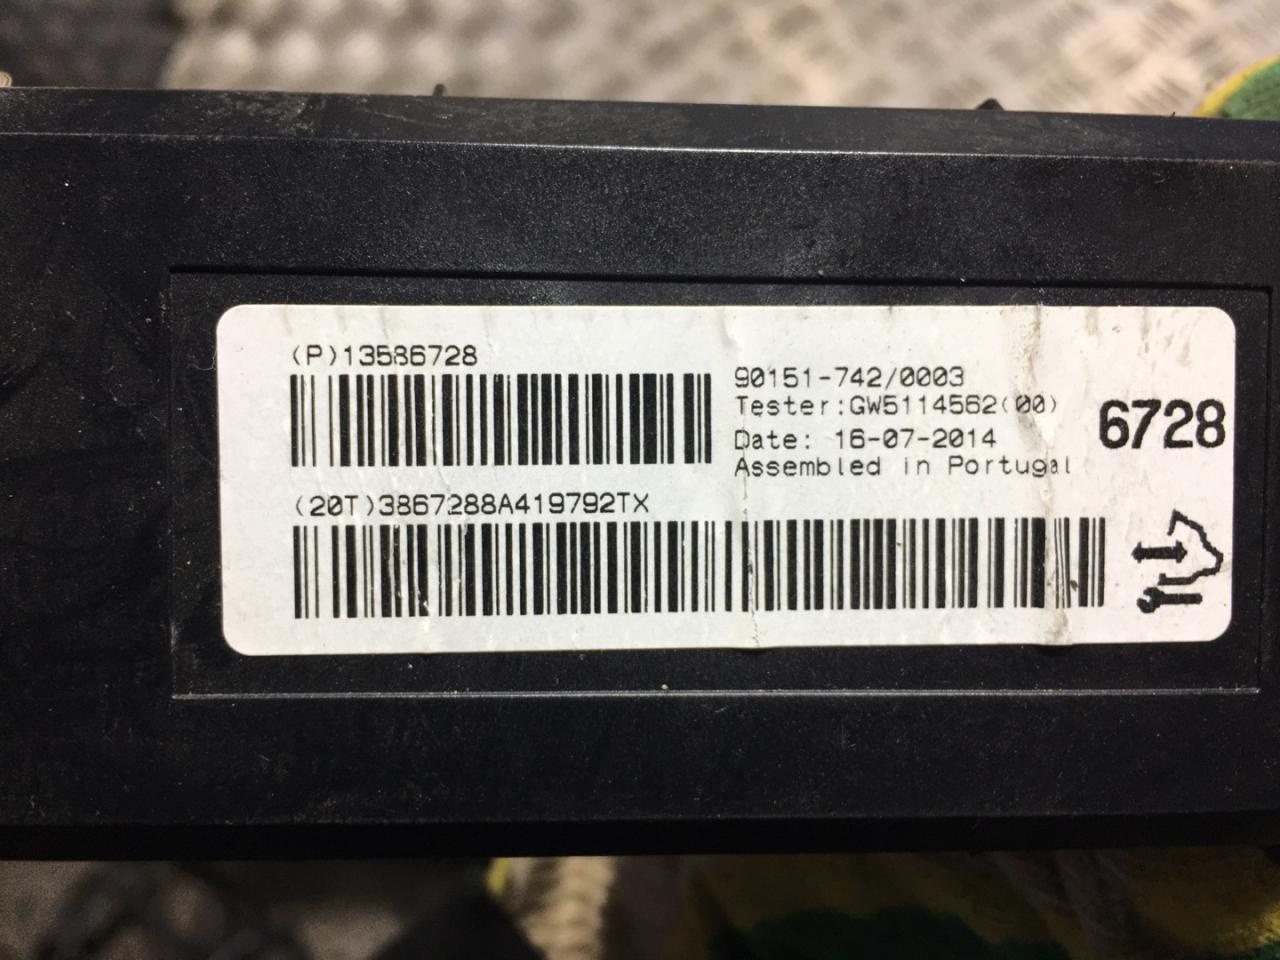 (P)13586728
90151-742/0003
Tester:GW5114562(00)
Date: 16-07-2014
Assembled in Portugal
6728
(20T)3867288A419792TX